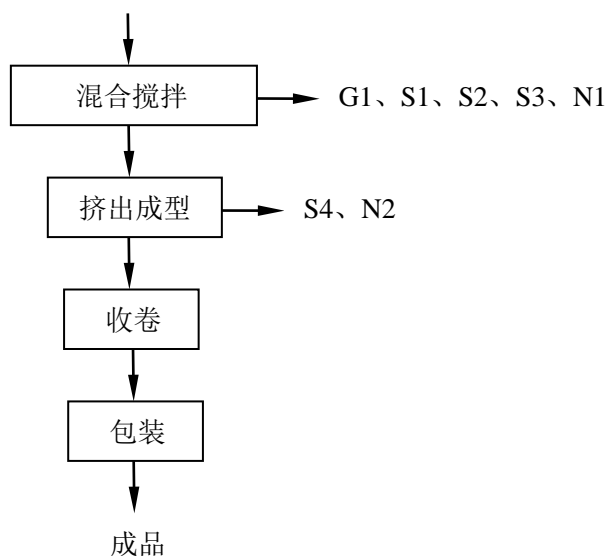 混合搅拌
G1、S1、S2、S3、N1
挤出成型
S4、N2
收卷
包装
成品